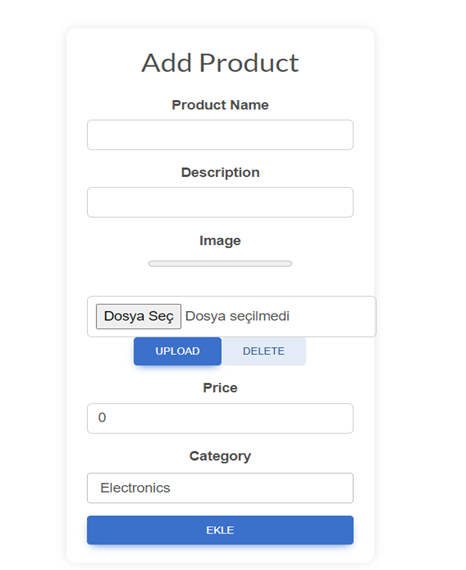 Add Product
Product Name
Description
Image
Dosya Seç Dosya seçilmedi
UPLOAD DELETE
Price
0
Category
Electronics
EKLE